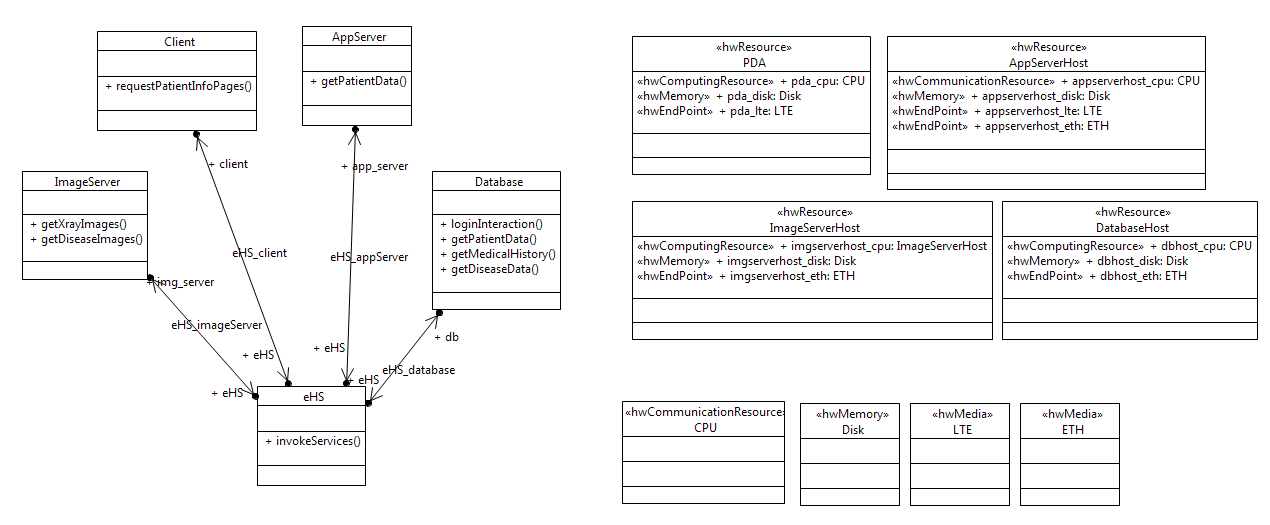 Client
+ requestPatientInfoPages()
AppServer
+ getPatientData()
ImageServer
+ getXrayImages()
+ getDiseaseImages()
Database
+ loginInteraction()
+ getPatientData()
+ getMedicalHistory()
+ getDiseaseData()
+ client
+ app_server
eHS_client
eHS_appServer
+ img_server
eHS_imageServer
+ db
+ eHS
+ eHS
eHS_database
+ eHS
+ eHS
eHS
+ invokeServices()
«hwResource»
PDA
«hwComputingResource» + pda_cpu: CPU
«hwMemory» + pda_disk: Disk
«hwEndPoint» + pda_lte: LTE
«hwResource»
AppServerHost
«hwCommunicationResource» + appserverhost_cpu: CPU
«hwMemory» + appserverhost_disk: Disk
«hwEndPoint» + appserverhost_lte: LTE
«hwEndPoint» + appserverhost_eth: ETH
«hwResource»
ImageServerHost
«hwComputingResource» + imgserverhost_cpu: ImageServerHost
«hwMemory» + imgserverhost_disk: Disk
«hwEndPoint» + imgserverhost_eth: ETH
«hwResource»
DatabaseHost
«hwComputingResource» + dbhost_cpu: CPU
«hwMemory» + dbhost_disk: Disk
«hwEndPoint» + dbhost_eth: ETH
«hwCommunicationResource»
CPU
«hwMemory»
Disk
«hwMedia»
LTE
«hwMedia»
ETH